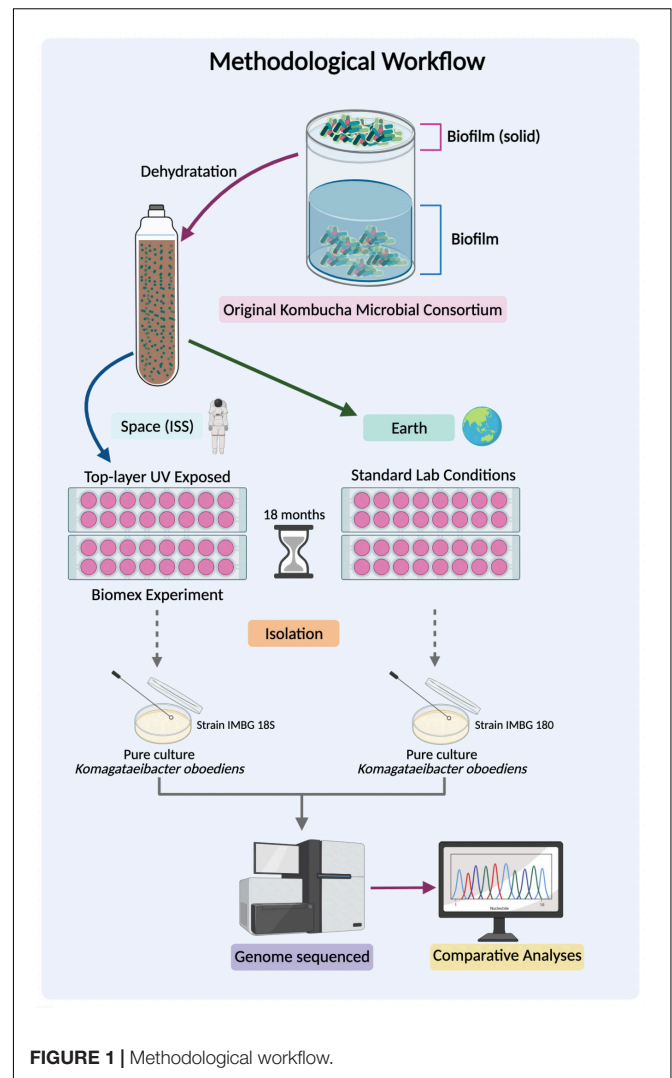 Methodological Workflow
Biofilm (solid)
Dehydratation
Biofilm
Original Kombucha Microbial Consortium
Space (ISS)
Earth
Top-layer UV Exposed
Standard Lab Conditions
18 months
Biomex Experiment
Isolation
Strain IMBG 18S
Strain IMBG 180
Pure culture
Komagataeibacter oboediens
Pure culture
Komagataeibacter oboediens
Nucleotide
Genome sequenced
Comparative Analyses
FIGURE 1 | Methodological workflow.